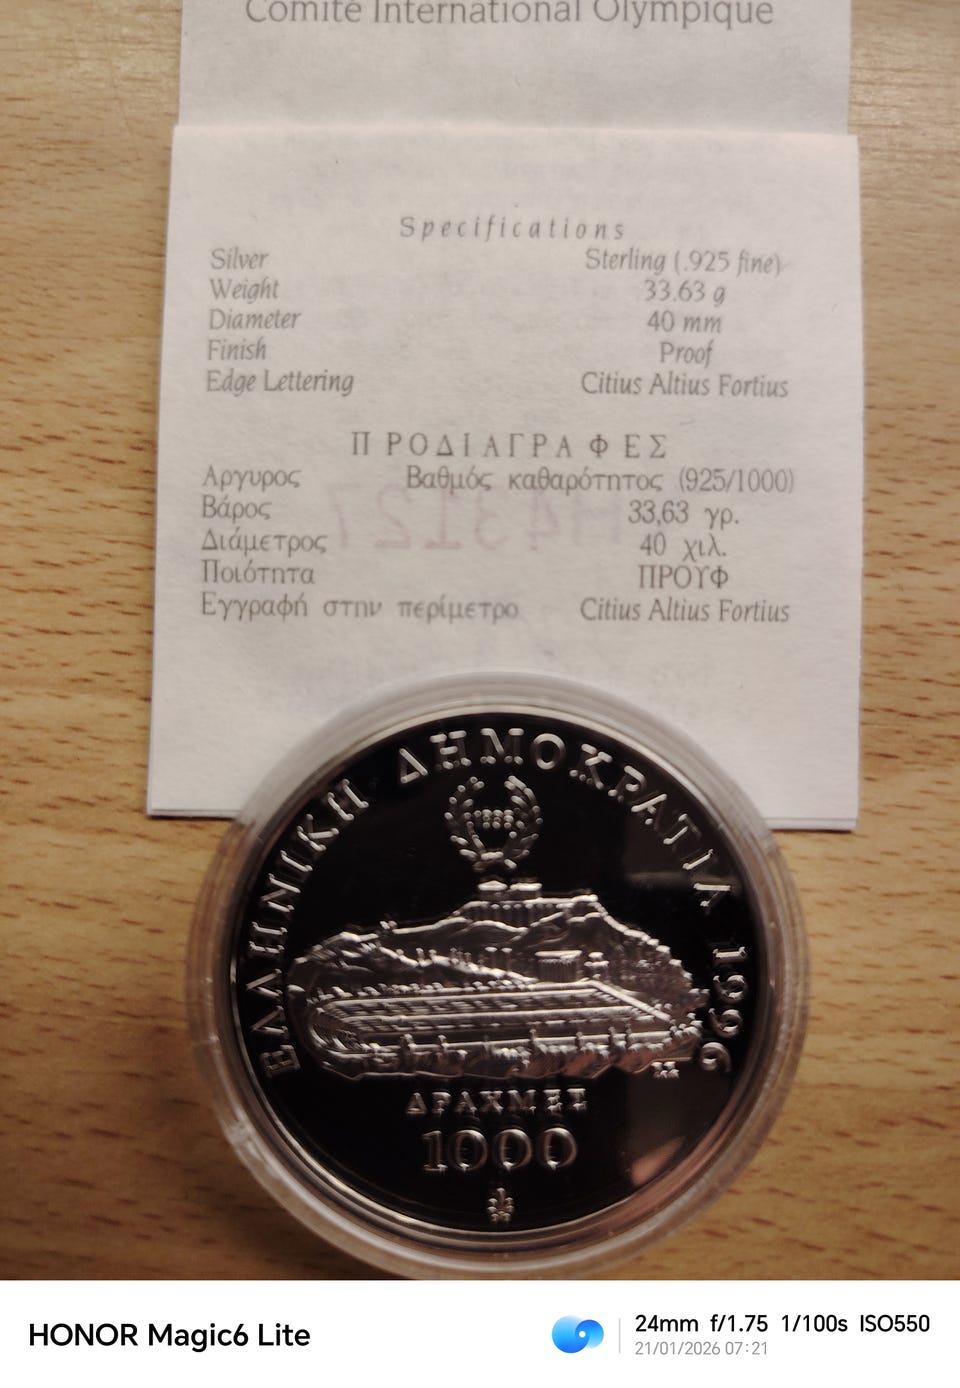 Comité International Olympique
Specifications
Silver Sterling (.925 fine)
Weight 33.63 g
Diameter 40 mm
Finish Proof
Edge Lettering Citius Altius Fortius
ΠΡΟΔΙΑΓΡΑΦΕΣ
Αργυρος Βαθμός καθαρότητος (925/1000)
Βάρος 33,63 γρ.
Διάμετρος 40 χιλ.
Ποιότητα ΠΡΟΥΦ
Εγγραφή στην περίμετρο Citius Altius Fortius
H43127
ΕΛΛΗΝΙΚΗ ΔΗΜΟΚΡΑΤΙΑ 1996
1896
ΔΡΑΧΜΕΣ
1000
HONOR Magic6 Lite
24mm f/1.75 1/100s ISO550
21/01/2026 07:21